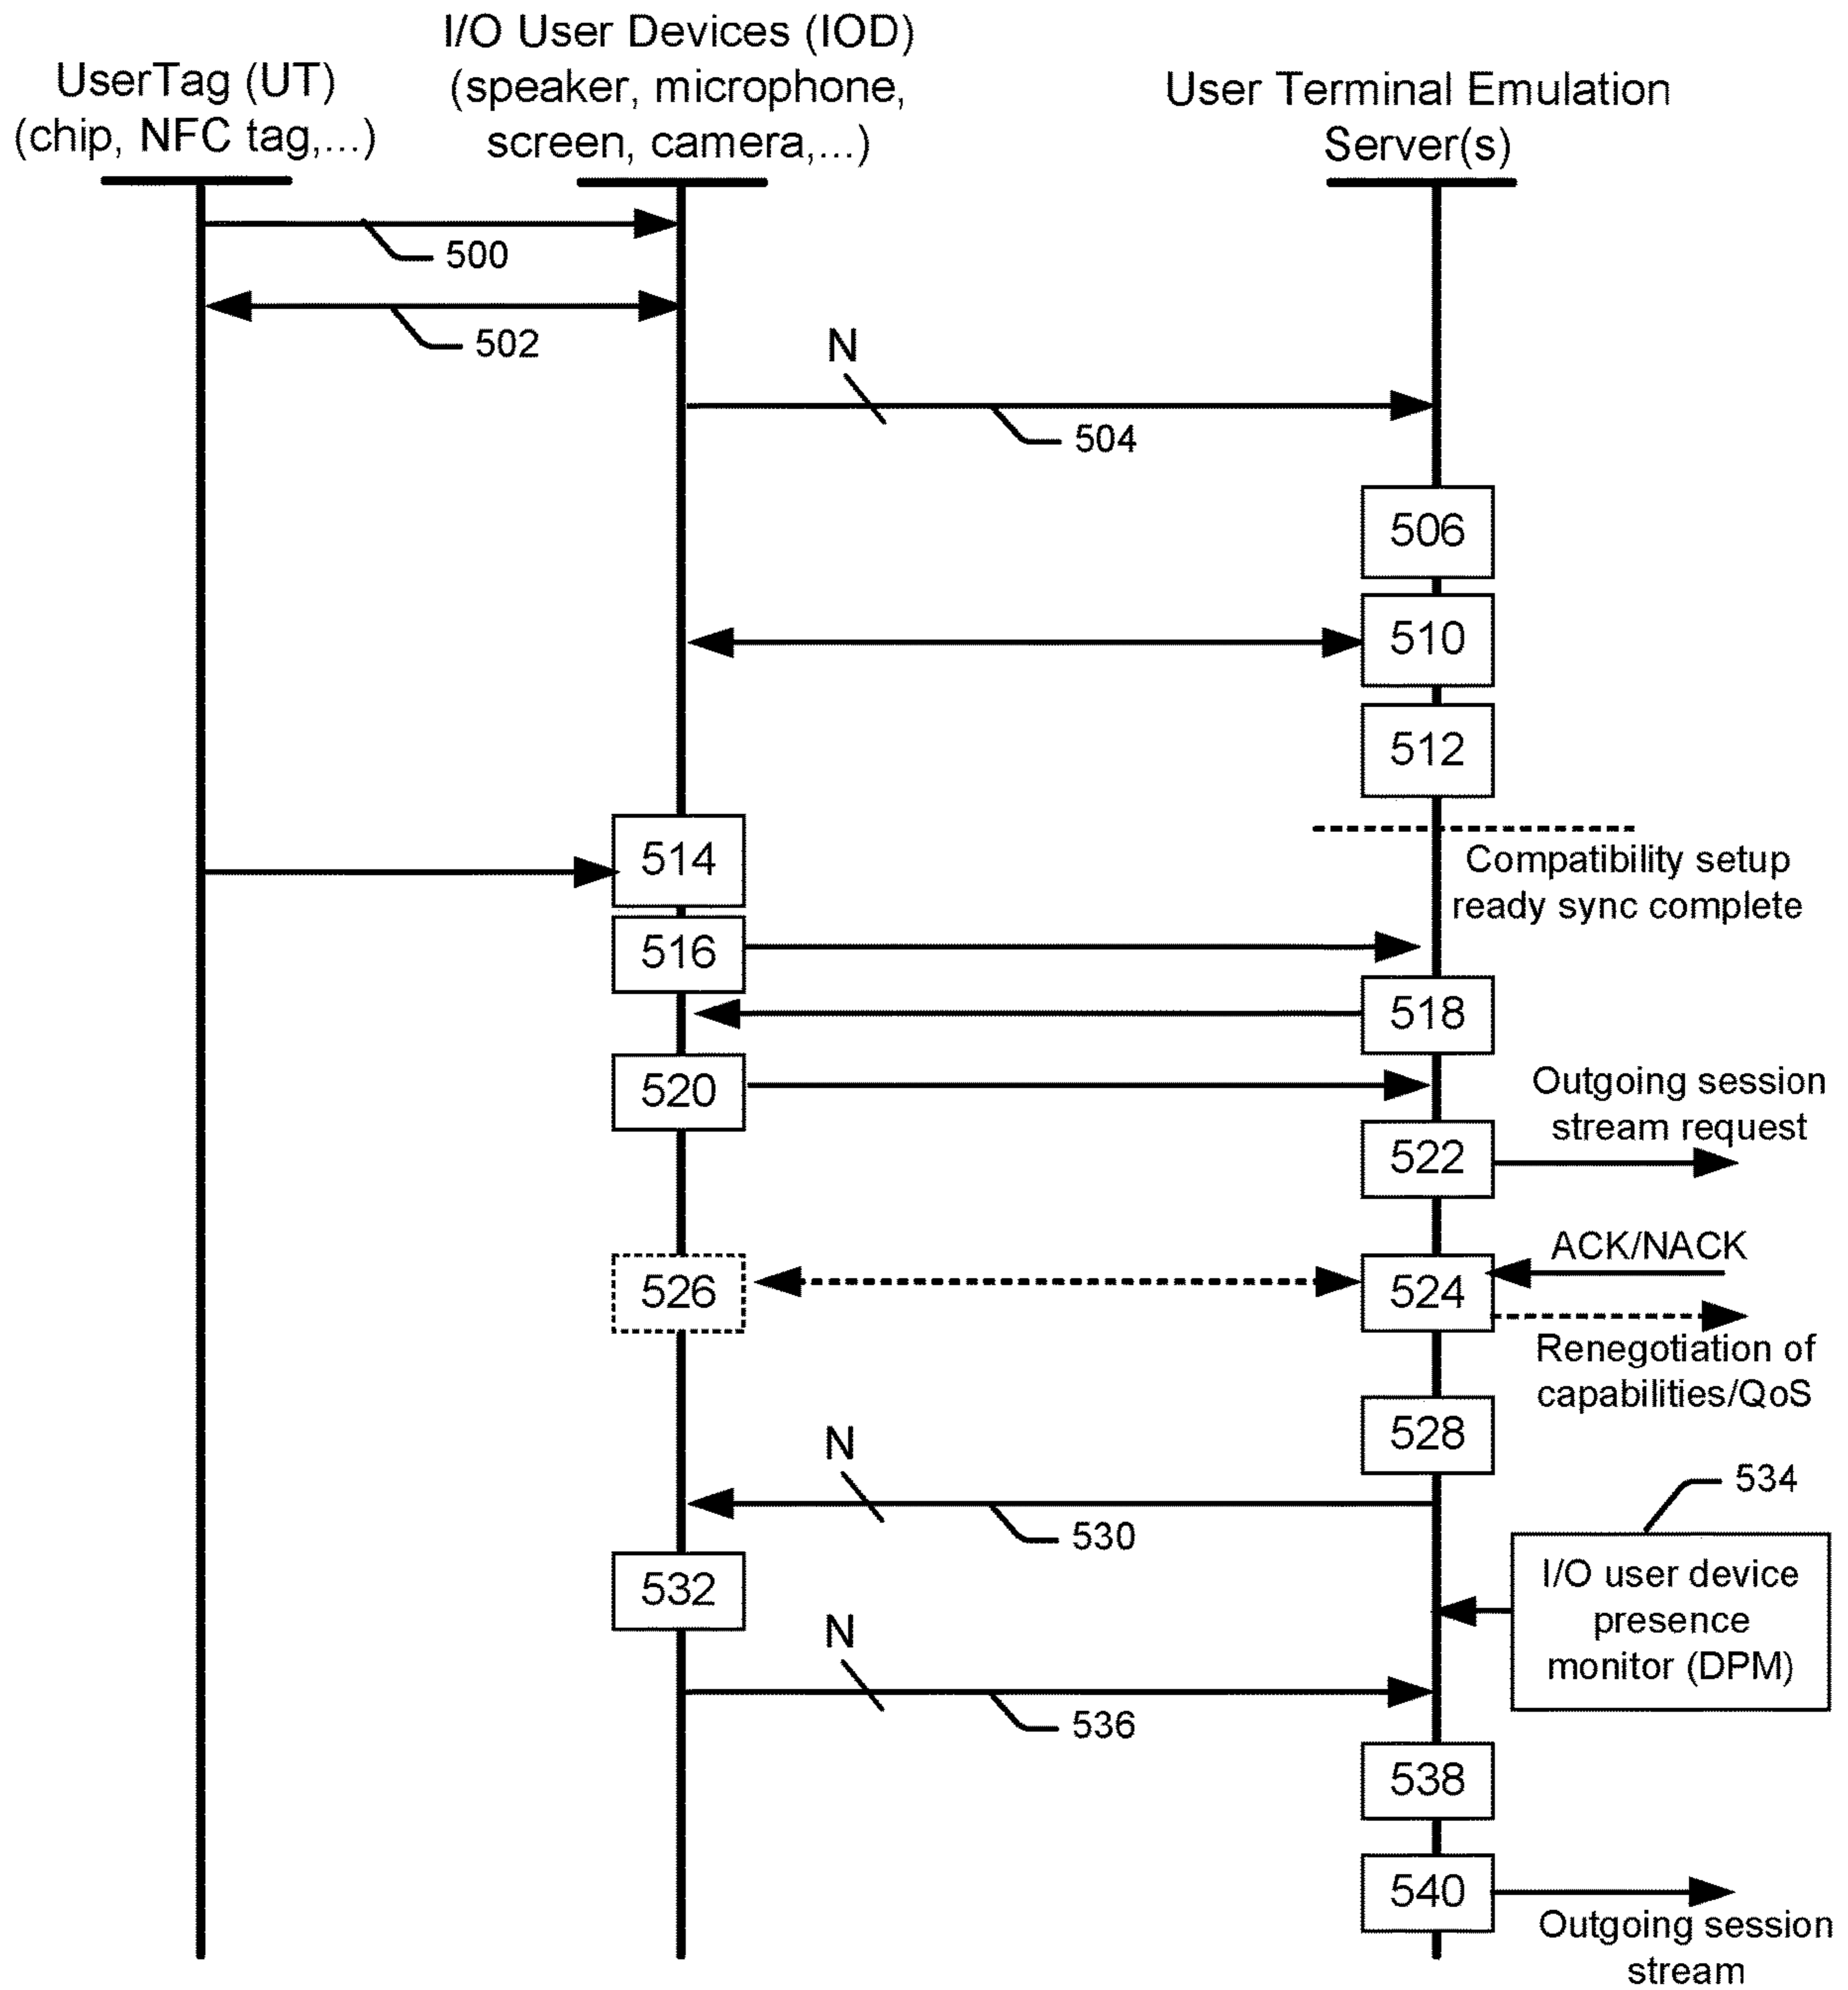 UserTag (UT)
(chip, NFC tag,...)
I/O User Devices (IOD)
(speaker, microphone,
screen, camera,...)
User Terminal Emulation
Server(s)
500
502
N
504
506
510
512
Compatibility setup
ready sync complete
514
516
518
520
Outgoing session
stream request
522
ACK/NACK
526
524
Renegotiation of
capabilities/QoS
528
N
530
534
I/O user device
presence
monitor (DPM)
532
N
536
538
540
Outgoing session
stream